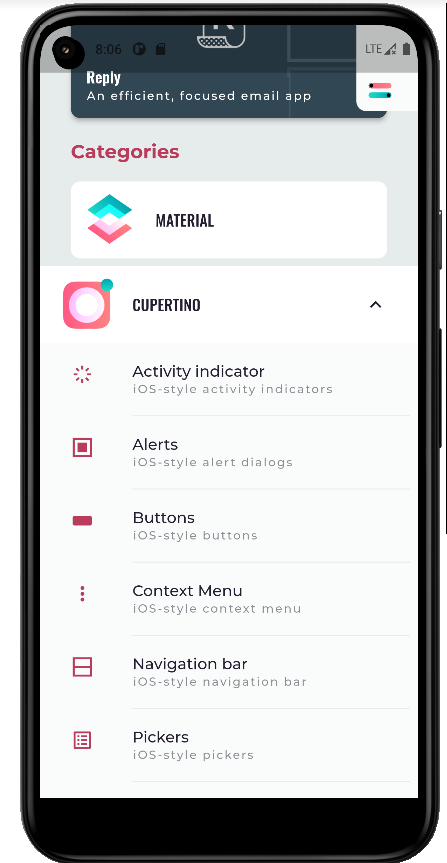 8:06
LTE
Reply
An efficient, focused email app
Categories
MATERIAL
CUPERTINO
Activity indicator
iOS-style activity indicators
Alerts
iOS-style alert dialogs
Buttons
iOS-style buttons
Context Menu
iOS-style context menu
Navigation bar
iOS-style navigation bar
Pickers
iOS-style pickers